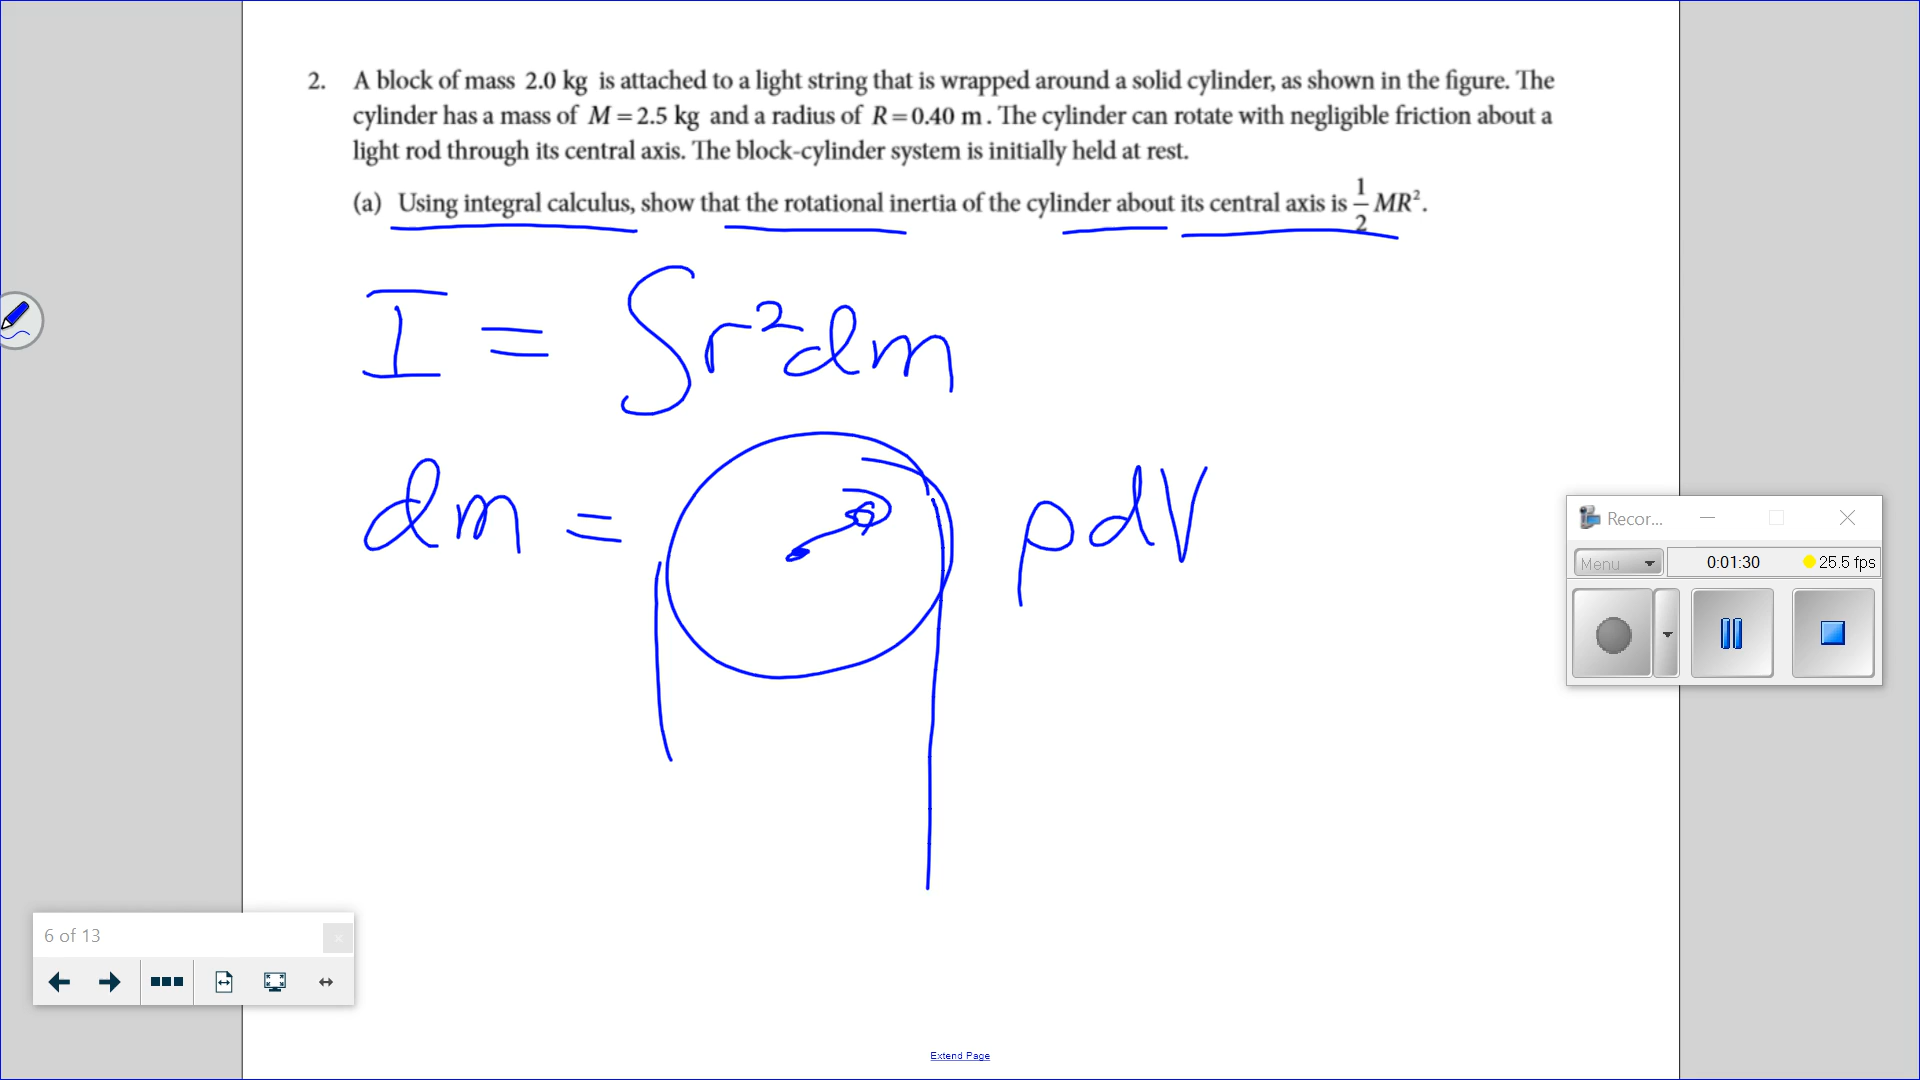 2. A block of mass 2.0 kg is attached to a light string that is wrapped around a solid cylinder, as shown in the figure. The
cylinder has a mass of M = 2.5 kg and a radius of R = 0.40 m. The cylinder can rotate with negligible friction about a
light rod through its central axis. The block-cylinder system is initially held at rest.
(a) Using integral calculus, show that the rotational inertia of the cylinder about its central axis is 1/2 MR².
I = ∫r²dm
dm = ρdV
Recor...
Menu 0:01:30 25.5 fps
6 of 13
Extend Page